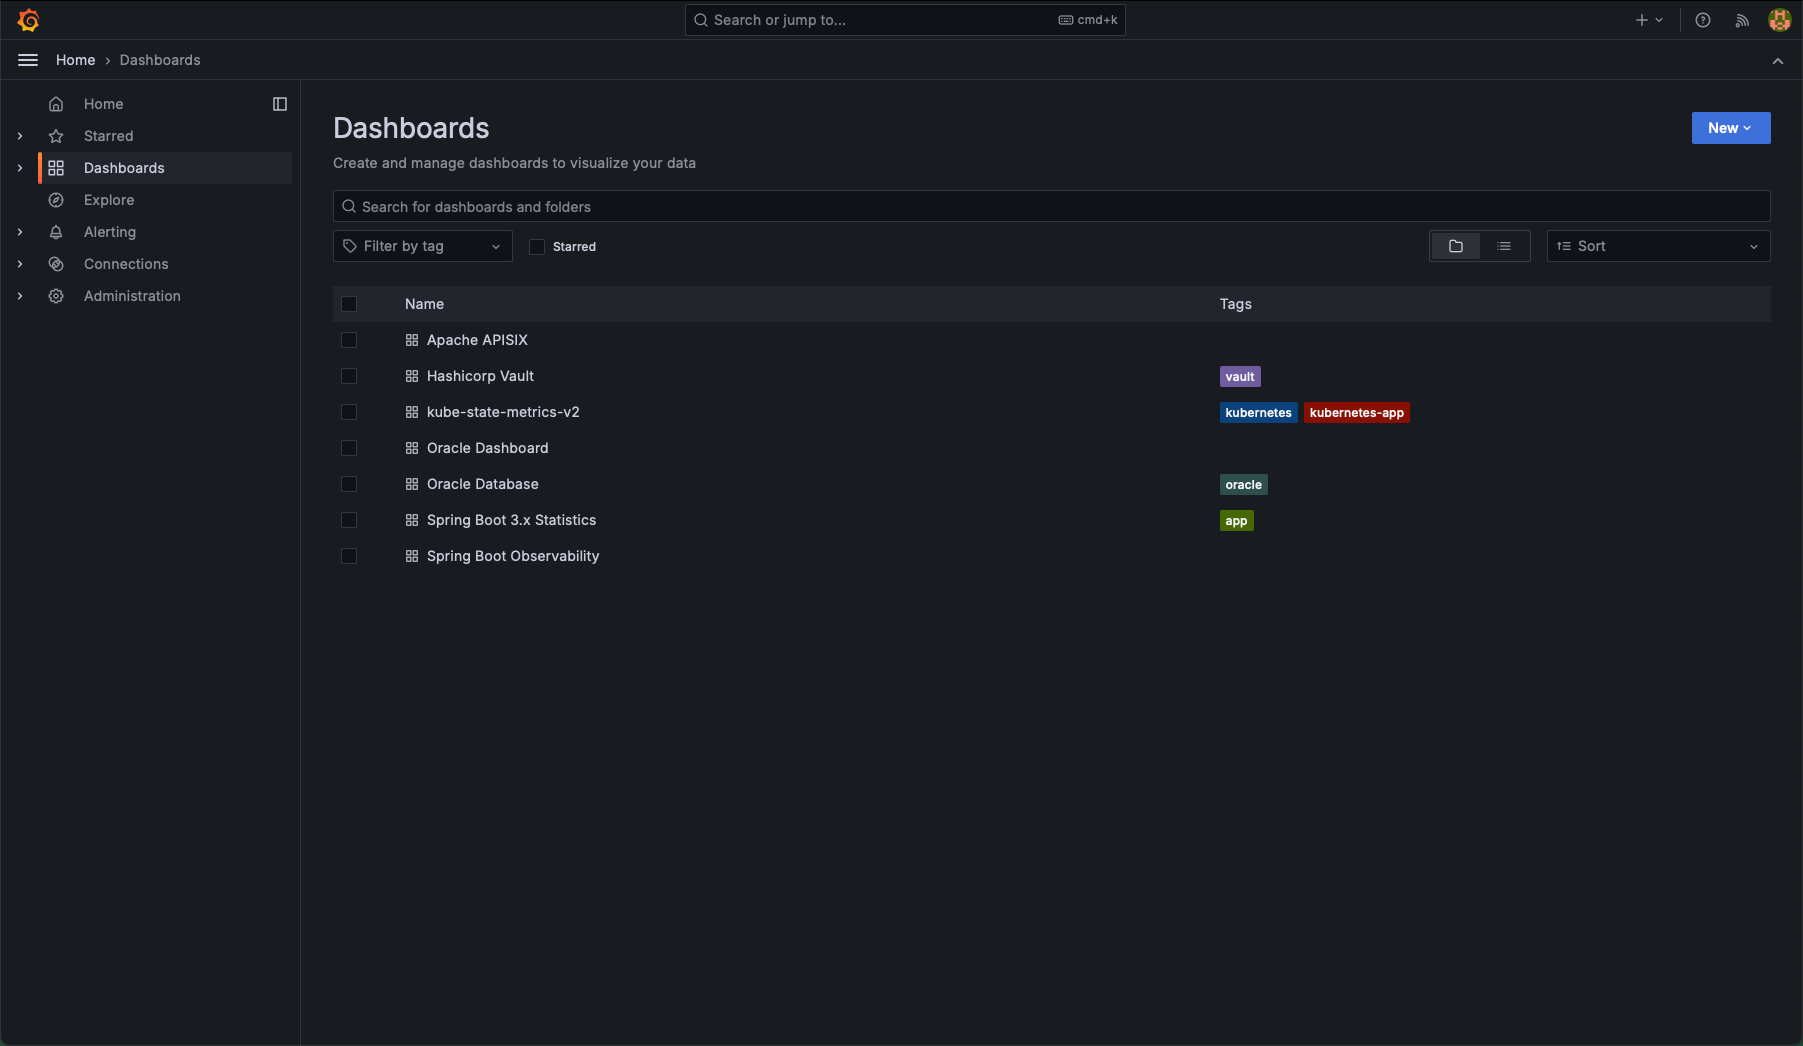 Search or jump to...
cmd+k
Home
Dashboards
Home
Starred
Dashboards
Explore
Alerting
Connections
Administration
Dashboards
New
Create and manage dashboards to visualize your data
Search for dashboards and folders
Filter by tag
Starred
Sort
Name Tags
Apache APISIX
Hashicorp Vault vault
kube-state-metrics-v2 kubernetes kubernetes-app
Oracle Dashboard
Oracle Database oracle
Spring Boot 3.x Statistics app
Spring Boot Observability